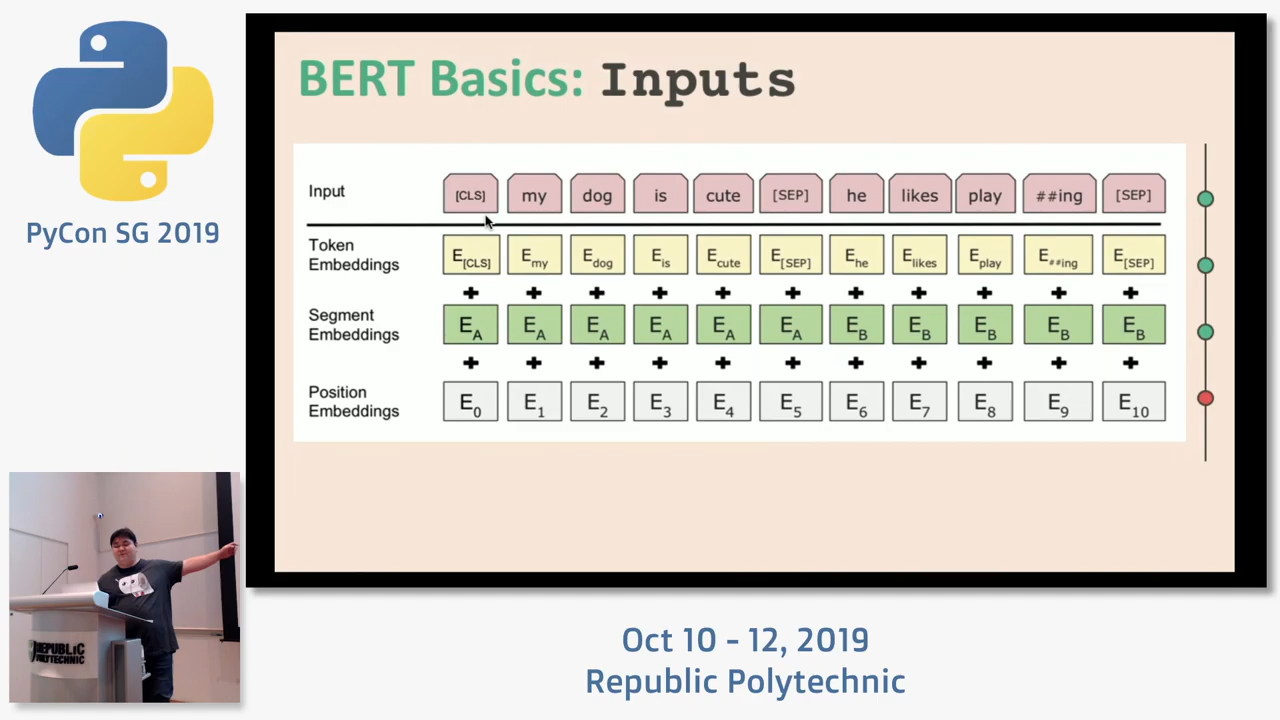 PyCon SG 2019
BERT Basics: Inputs
Input [CLS] my dog is cute [SEP] he likes play ##ing [SEP]
Token Embeddings E[CLS] Emy Edog Eis Ecute E[SEP] Ehe Elikes Eplay E##ing E[SEP]
+ + + + + + + + + + +
Segment Embeddings EA EA EA EA EA EA EB EB EB EB EB
+ + + + + + + + + + +
Position Embeddings E0 E1 E2 E3 E4 E5 E6 E7 E8 E9 E10
REPUBLIC
POLYTECHNIC
Oct 10 - 12, 2019
Republic Polytechnic